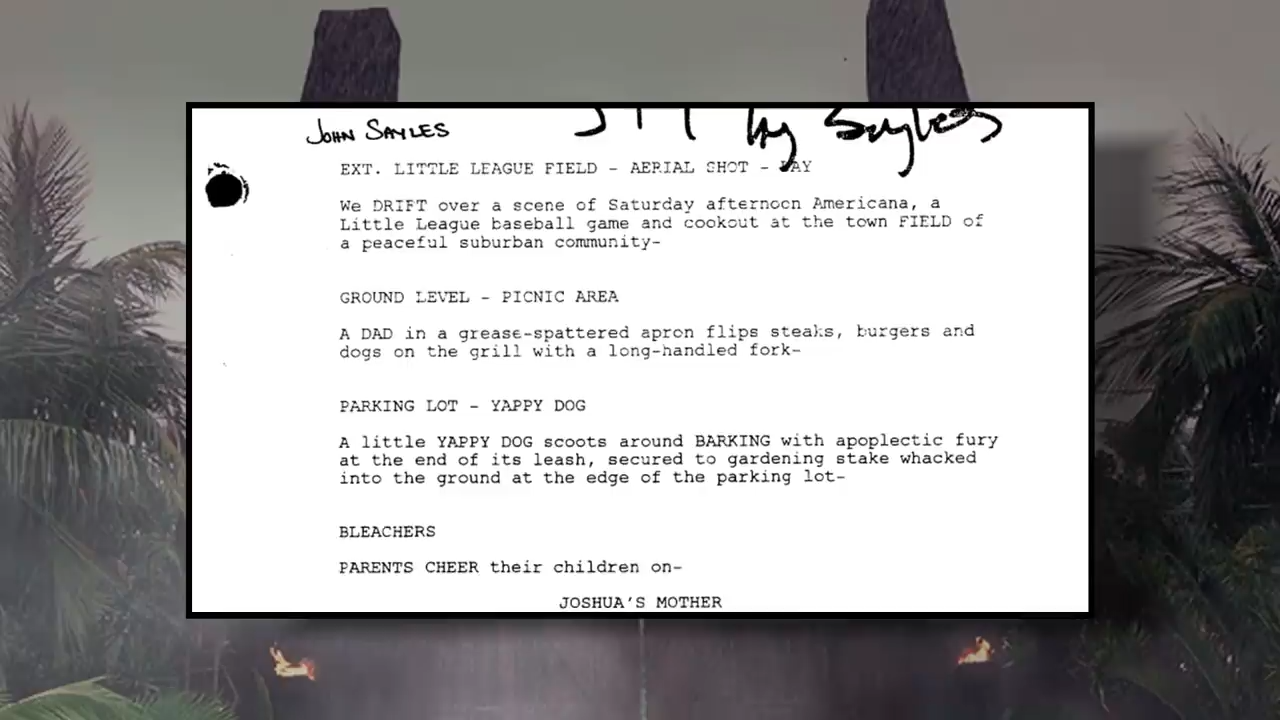 JOHN SAYLES
by Sayles
EXT. LITTLE LEAGUE FIELD - AERIAL SHOT - DAY
We DRIFT over a scene of Saturday afternoon Americana, a
Little League baseball game and cookout at the town FIELD of
a peaceful suburban community-
GROUND LEVEL - PICNIC AREA
A DAD in a grease-spattered apron flips steaks, burgers and
dogs on the grill with a long-handled fork-
PARKING LOT - YAPPY DOG
A little YAPPY DOG scoots around BARKING with apoplectic fury
at the end of its leash, secured to gardening stake whacked
into the ground at the edge of the parking lot-
BLEACHERS
PARENTS CHEER their children on-
JOSHUA'S MOTHER